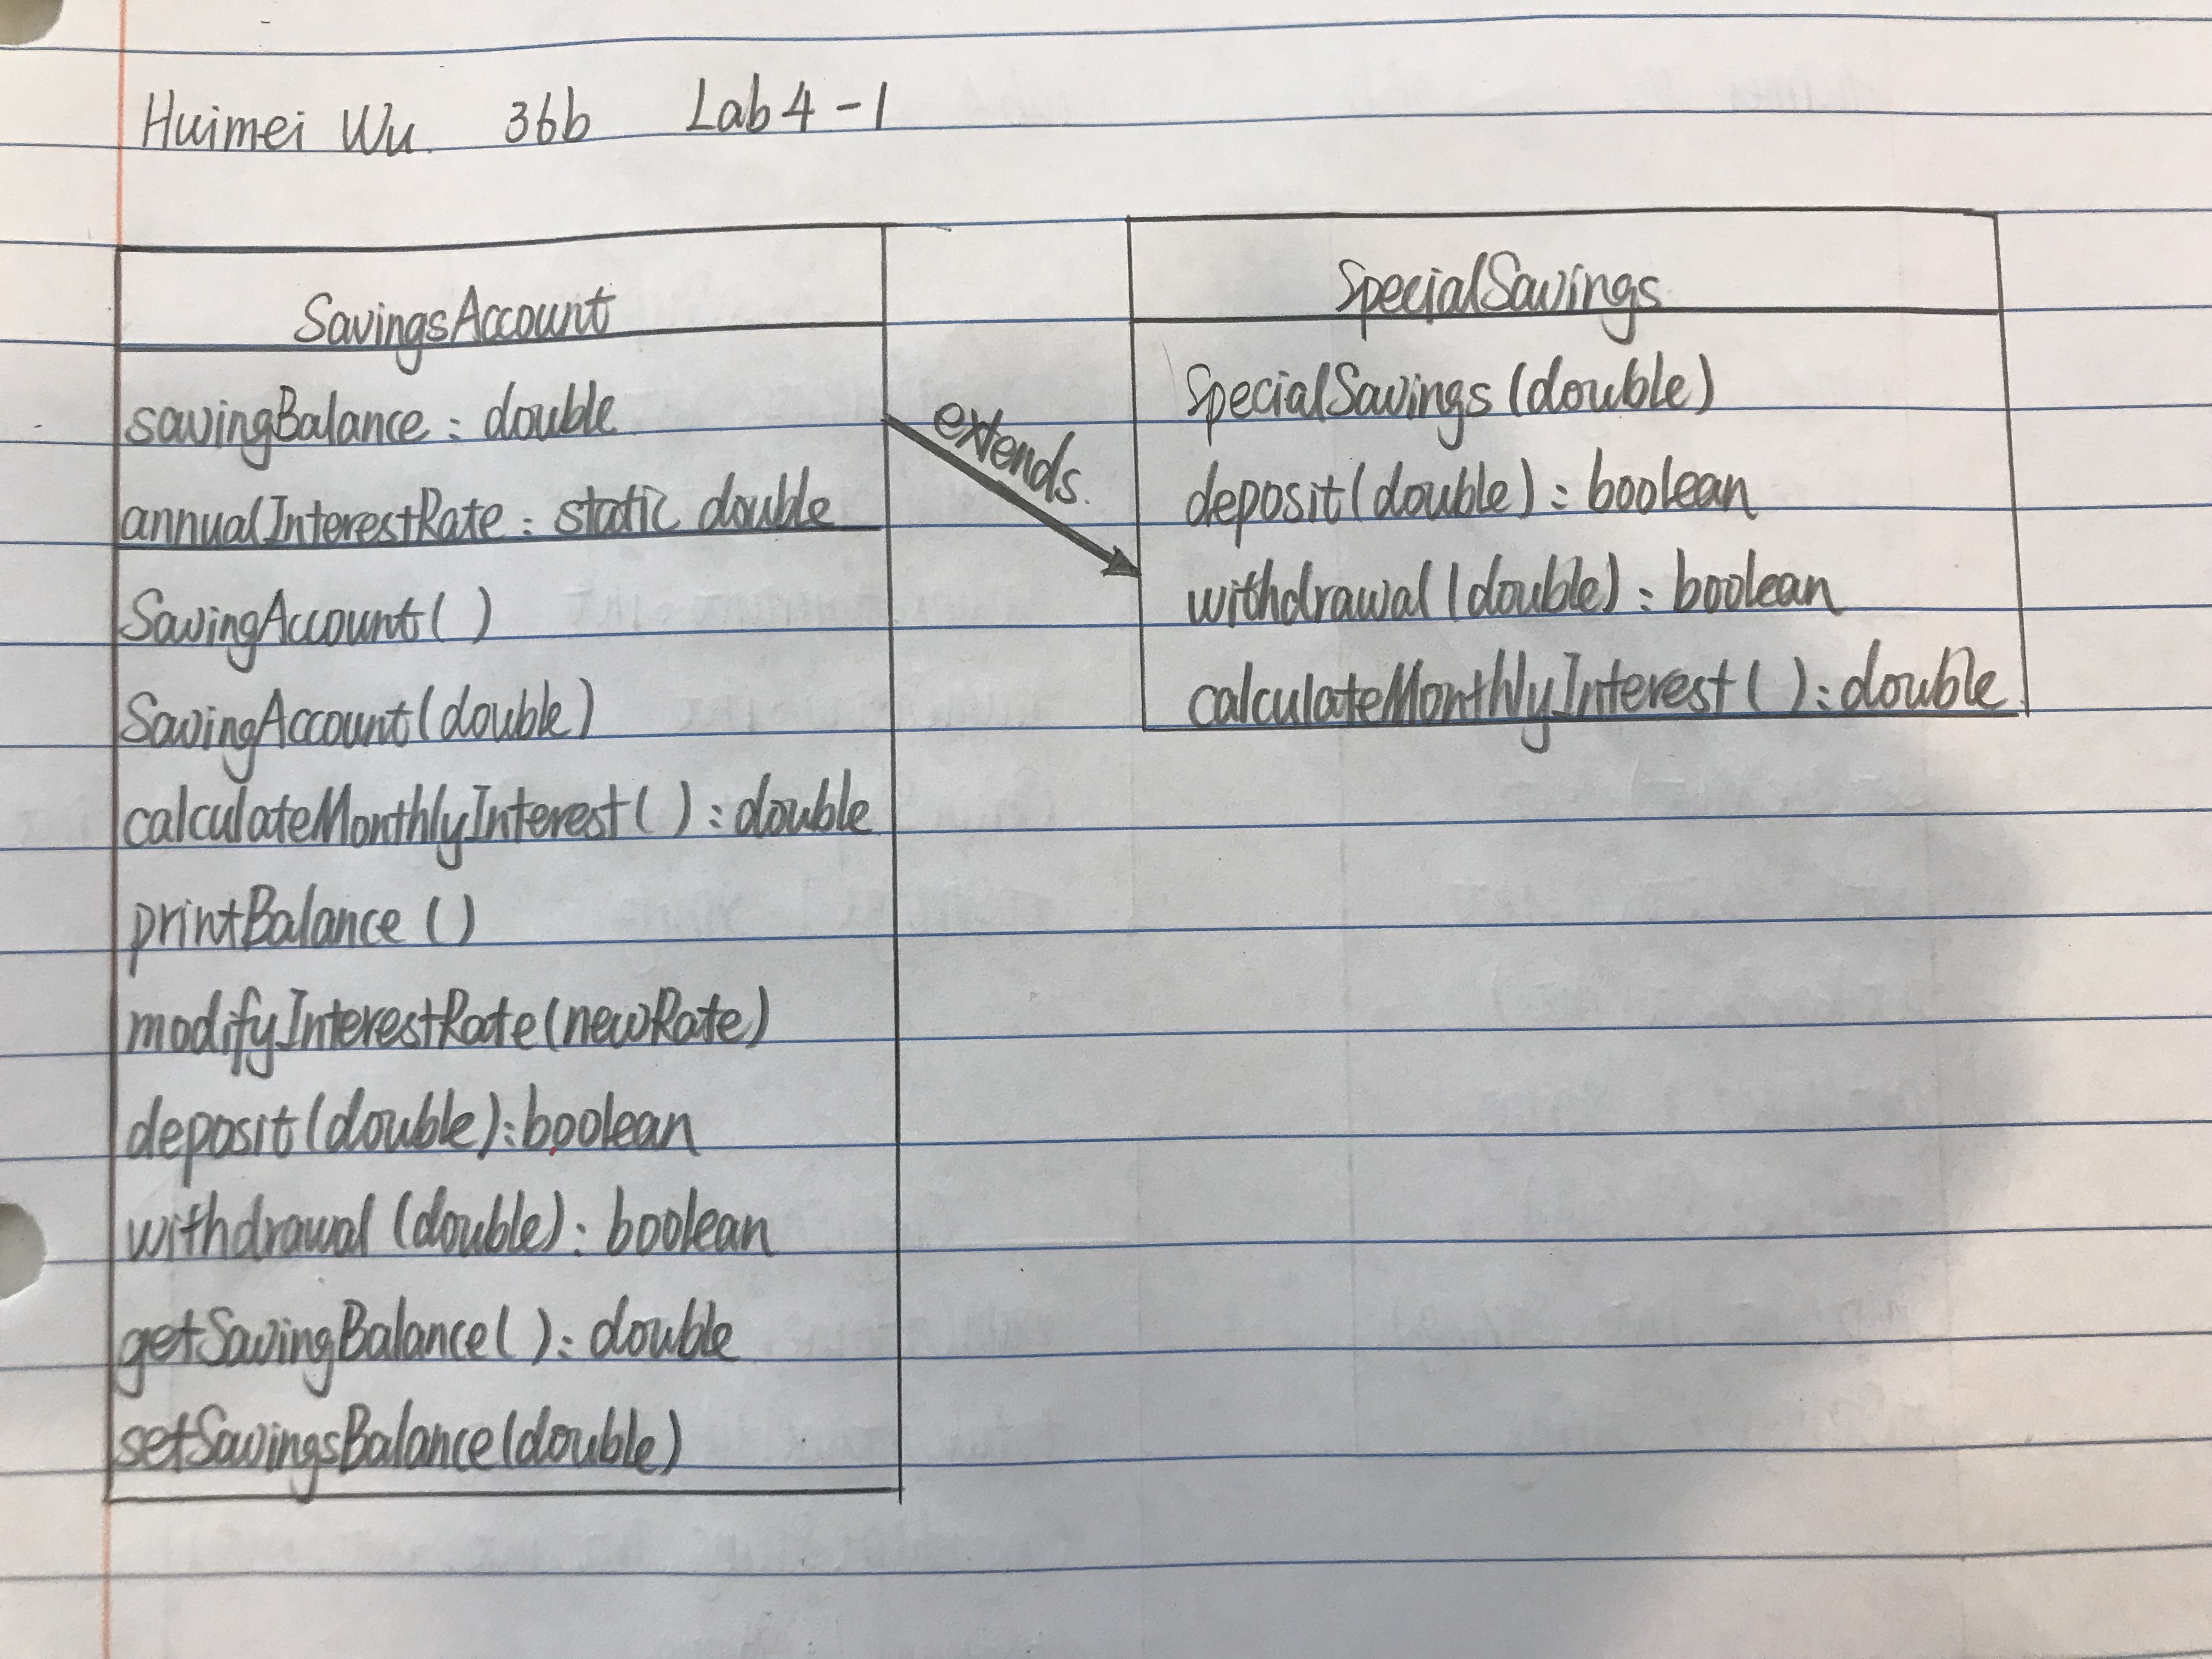 Huimei Wu. 36b Lab 4-1
SavingsAccount
savingBalance : double
annualInterestRate : static double
SavingAccount( )
SavingAccount(double)
calculateMonthlyInterest( ) : double
printBalance ( )
modifyInterestRate(newRate)
deposit(double):boolean
withdrawal (double): boolean
getSavingBalance( ): double
setSavingsBalance(double)
extends.
SpecialSavings
SpecialSavings (double)
deposit(double) : boolean
withdrawal (double) : boolean
calculateMonthlyInterest ( ) : double.